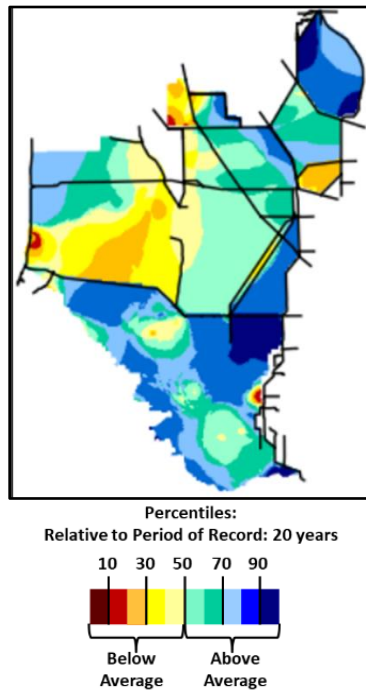 Percentiles:
Relative to Period of Record: 20 years
10 30 50 70 90
Below Above
Average Average